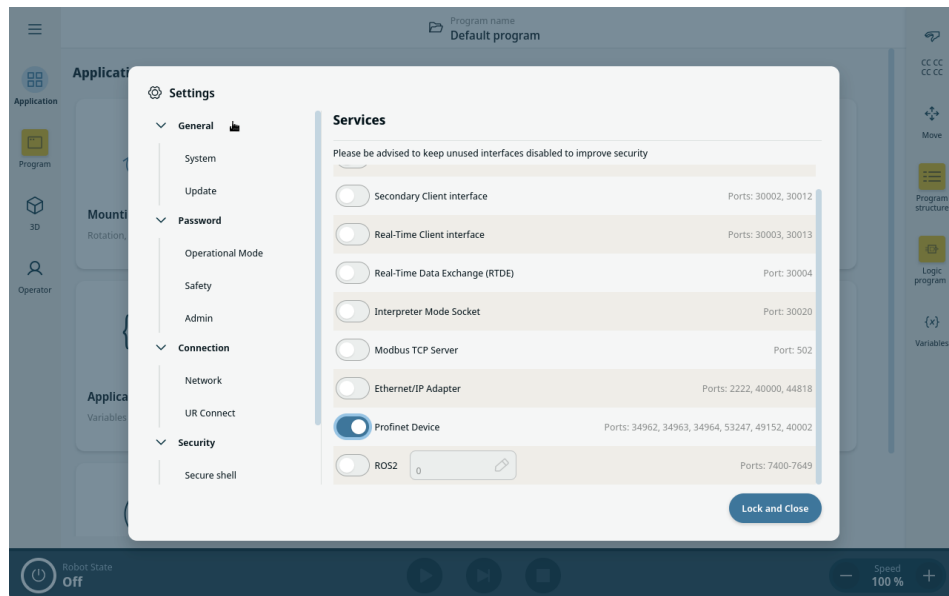 Program name
Default program
Applicati
Application
Program
3D
Operator
Mounti
Rotation,
Applica
Variables
Settings
General
System
Update
Password
Operational Mode
Safety
Admin
Connection
Network
UR Connect
Security
Secure shell
Services
Please be advised to keep unused interfaces disabled to improve security
Secondary Client interface
Ports: 30002, 30012
Real-Time Client interface
Ports: 30003, 30013
Real-Time Data Exchange (RTDE)
Port: 30004
Interpreter Mode Socket
Port: 30020
Modbus TCP Server
Port: 502
Ethernet/IP Adapter
Ports: 2222, 40000, 44818
Profinet Device
Ports: 34962, 34963, 34964, 53247, 49152, 40002
ROS2
0
Ports: 7400-7649
Lock and Close
CC CC
CC CC
Move
Program
structure
Logic
program
{x}
Variables
Robot State
Off
Speed
100 %